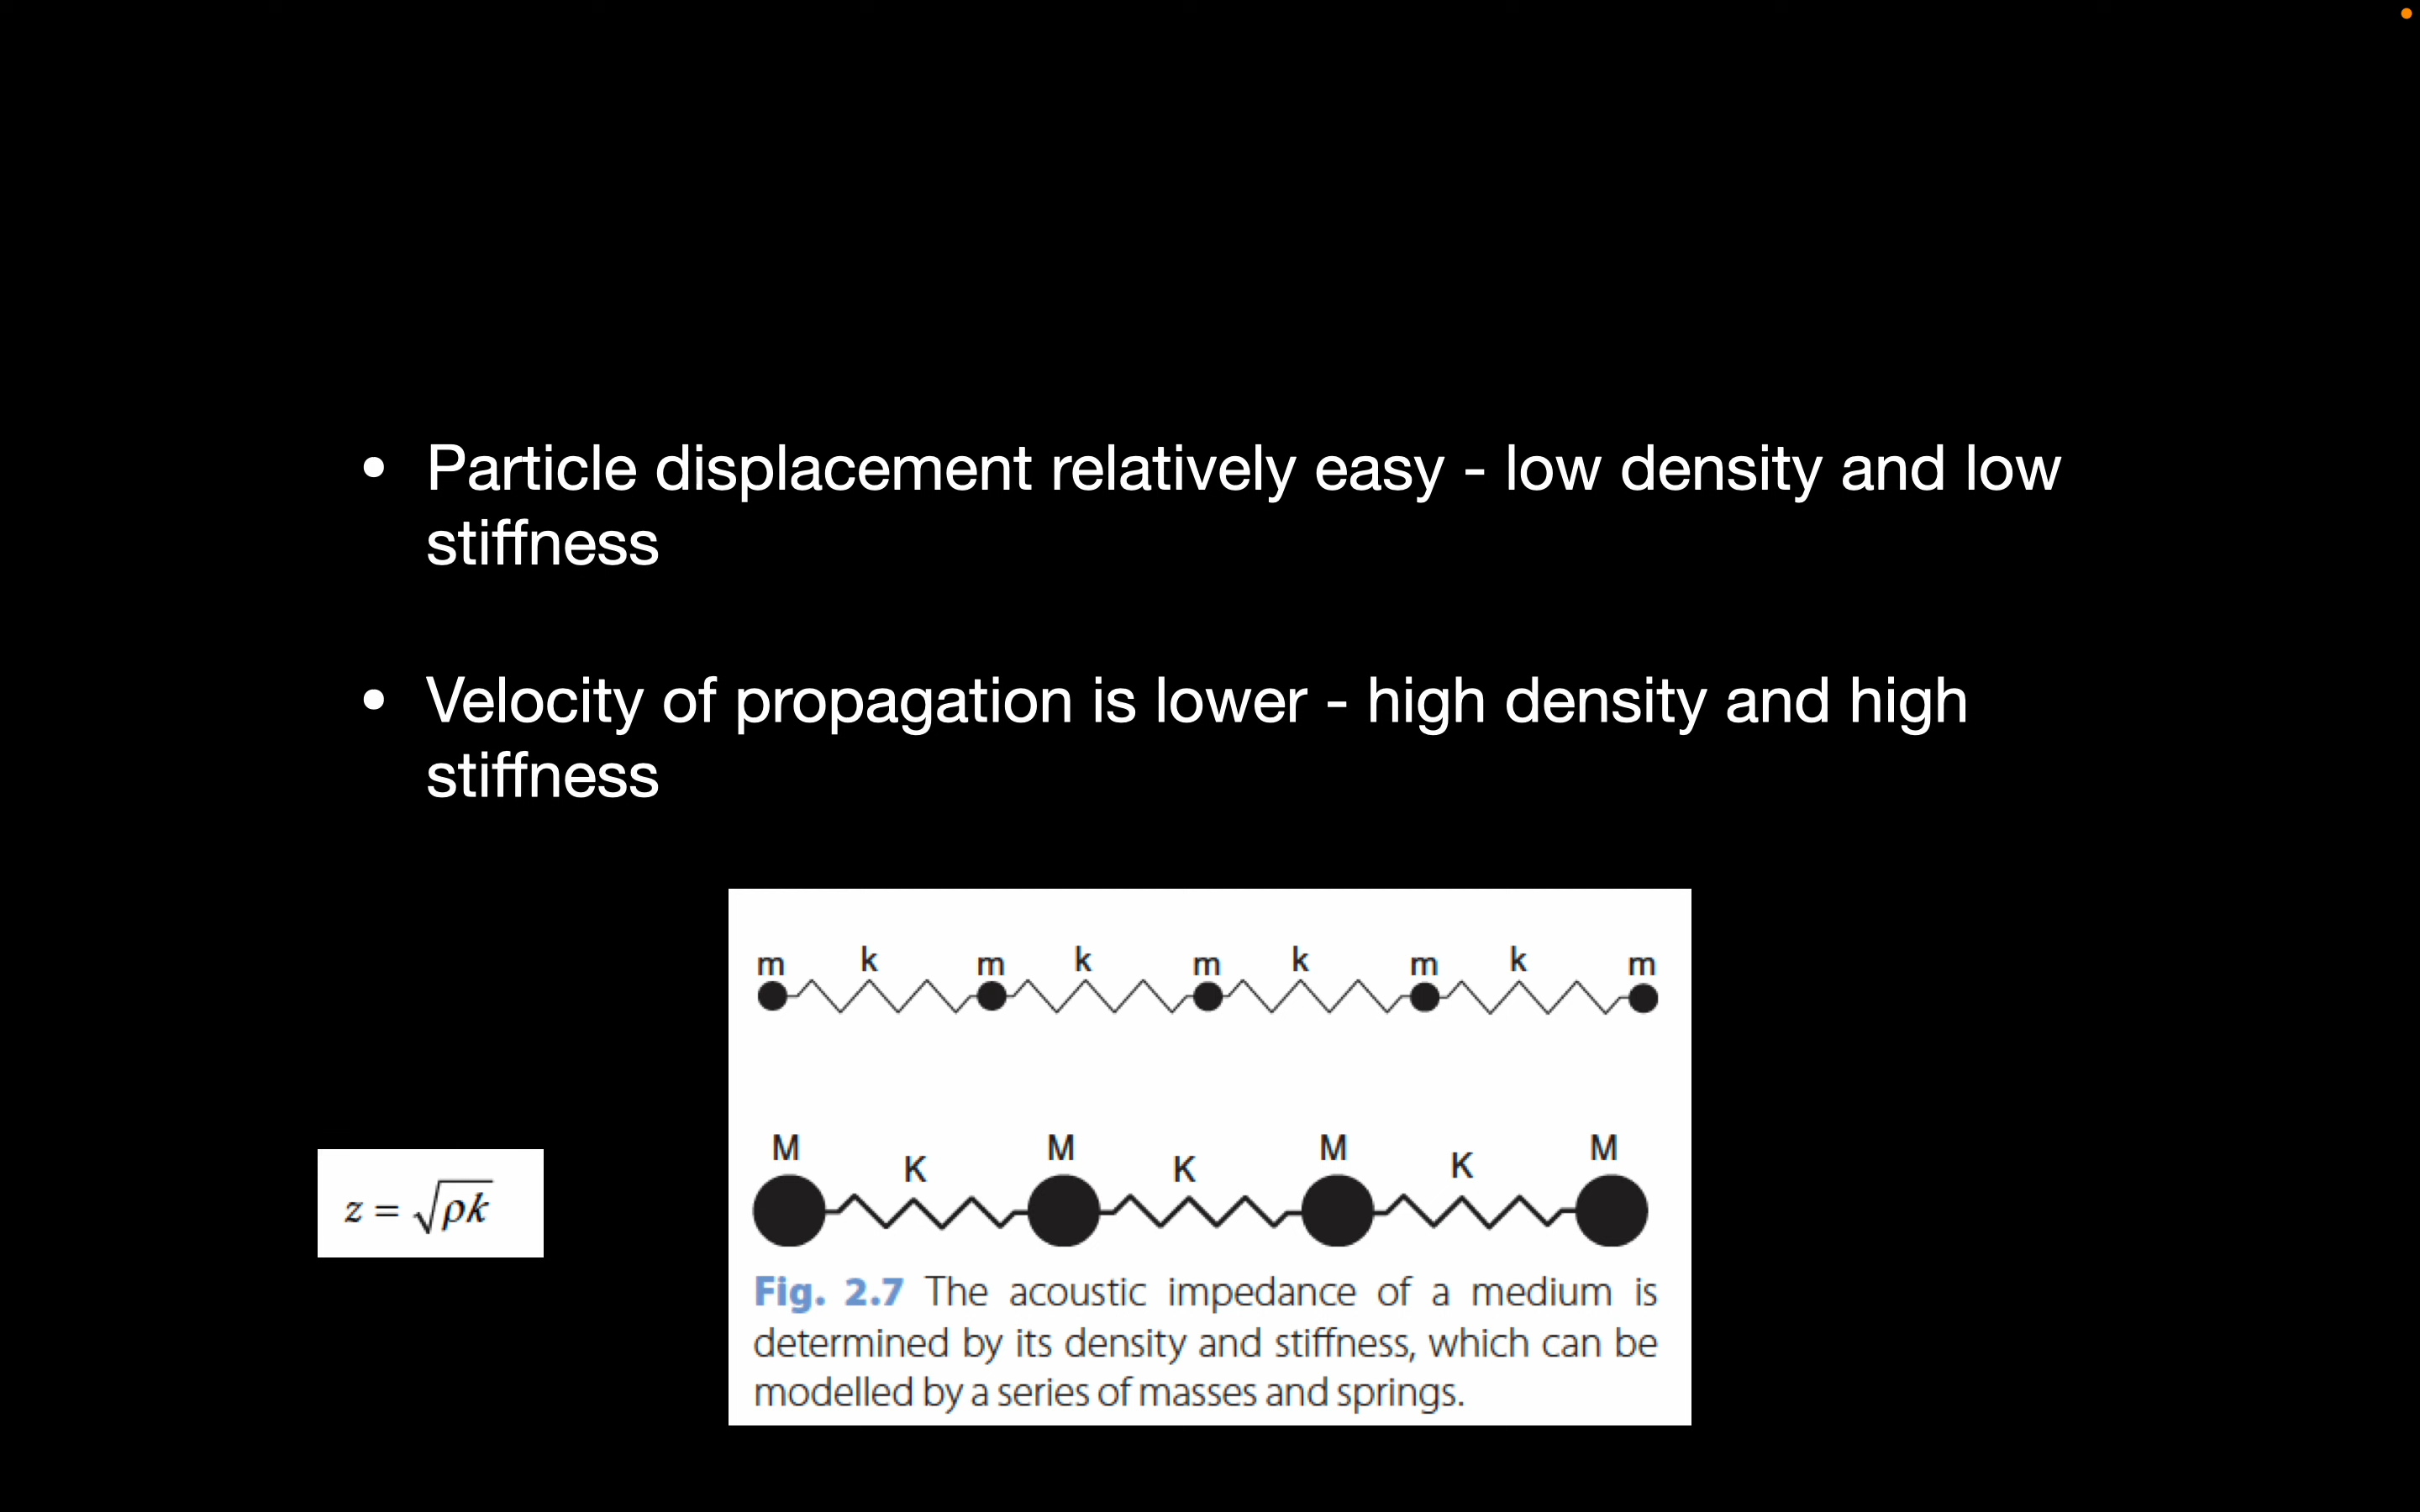 • Particle displacement relatively easy - low density and low
stiffness
• Velocity of propagation is lower - high density and high
stiffness
m k m k m k m k m
M K M K M K M
z = √ρk
Fig. 2.7 The acoustic impedance of a medium is
determined by its density and stiffness, which can be
modelled by a series of masses and springs.